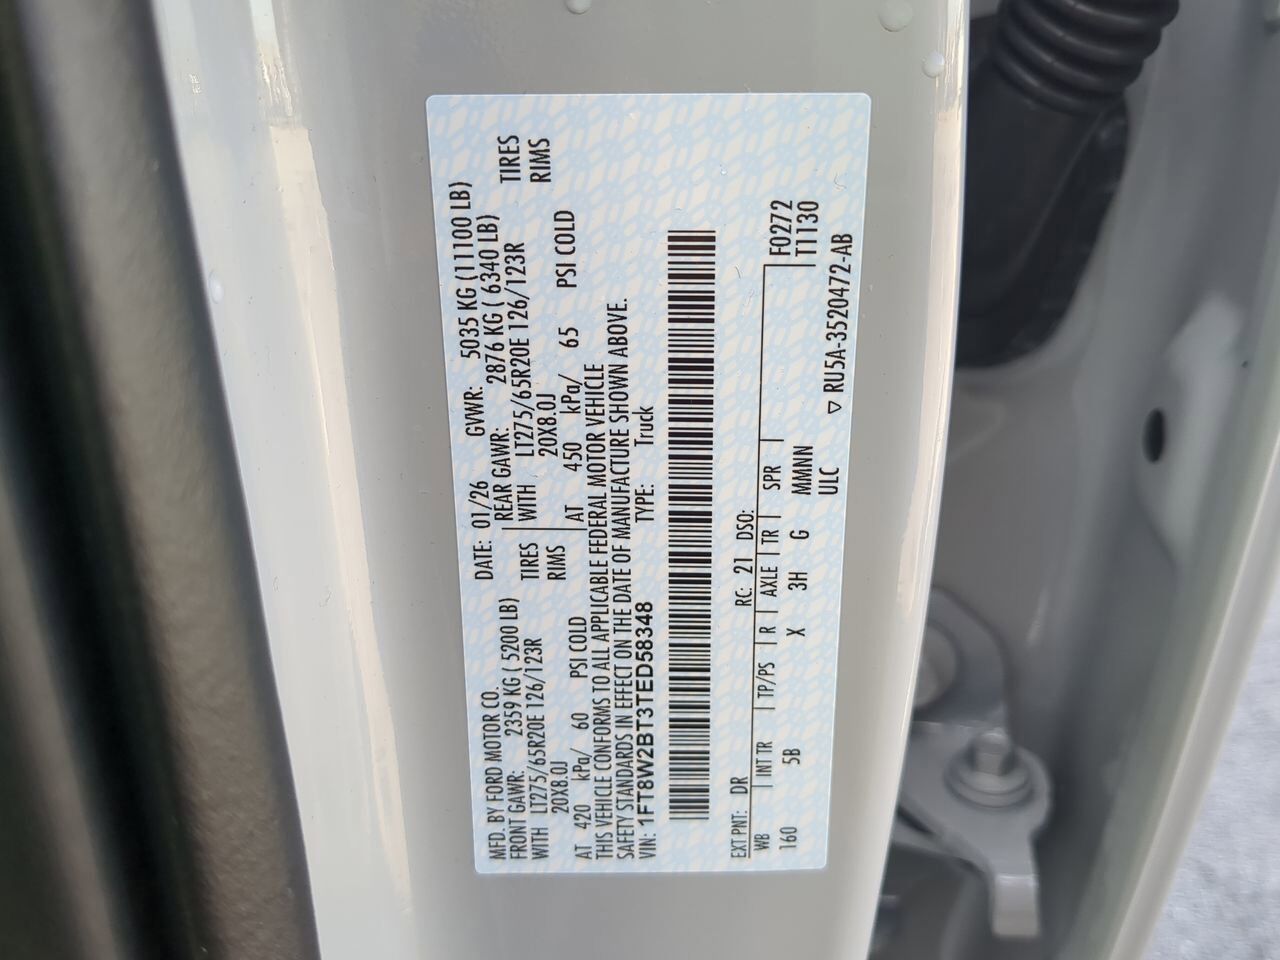 MFD. BY FORD MOTOR CO.
DATE: 01/26 GVWR: 5035 KG (11100 LB)
FRONT GAWR: 2359 KG ( 5200 LB) REAR GAWR: 2876 KG ( 6340 LB)
WITH LT275/65R20E 126/123R TIRES WITH LT275/65R20E 126/123R TIRES
20X8.0J RIMS 20X8.0J RIMS
AT 420 kPa/ 60 PSI COLD AT 450 kPa/ 65 PSI COLD
THIS VEHICLE CONFORMS TO ALL APPLICABLE FEDERAL MOTOR VEHICLE
SAFETY STANDARDS IN EFFECT ON THE DATE OF MANUFACTURE SHOWN ABOVE.
VIN: 1FT8W2BT3TED58348 TYPE: Truck
EXT PNT: DR RC: 21 DSO: F0272
WB INT TR TP/PS R AXLE TR SPR T1130
160 5B X 3H G MMNN
ULC ▽ RU5A-3520472-AB